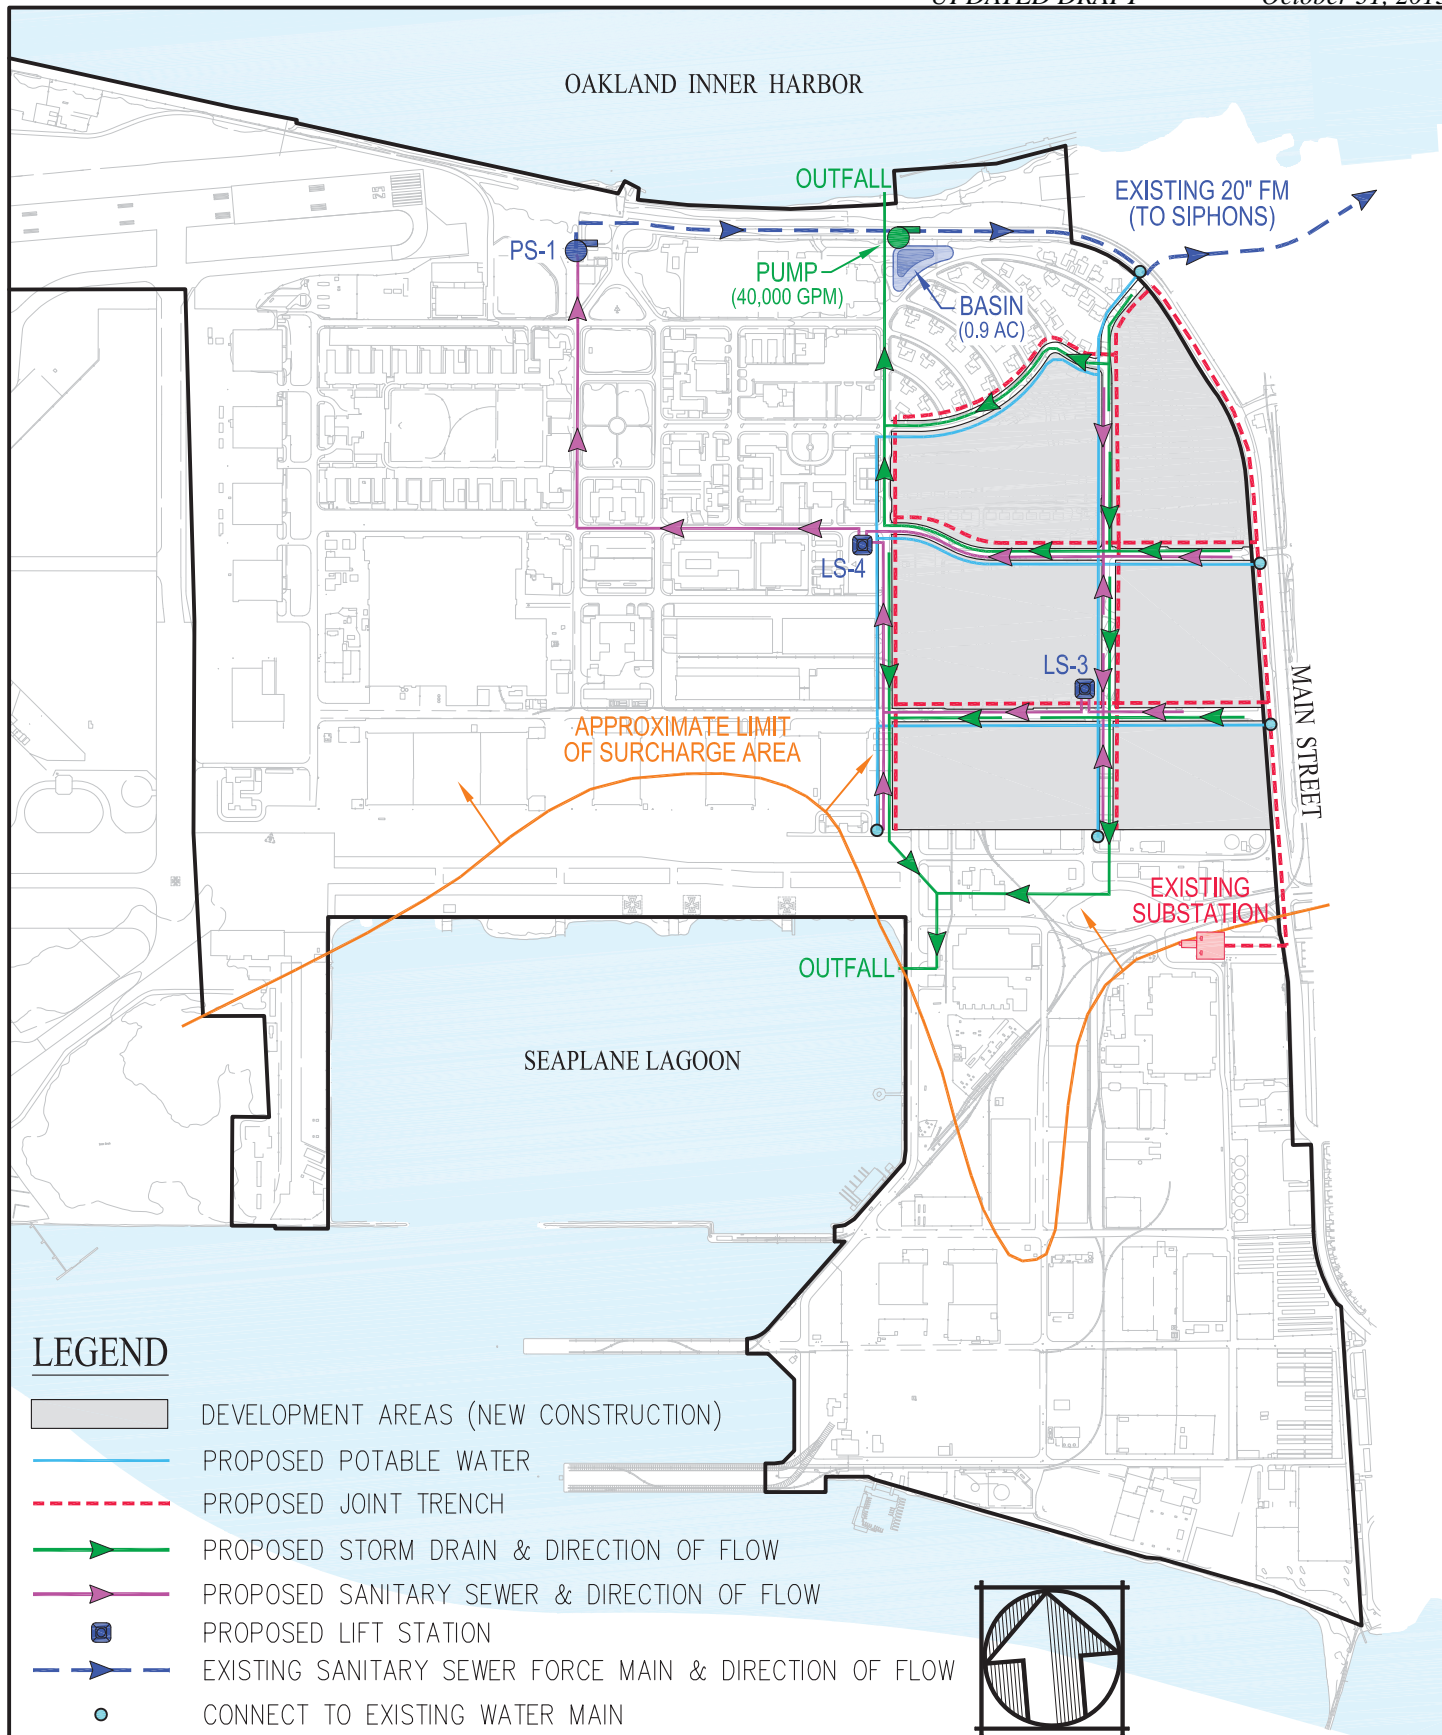 OAKLAND INNER HARBOR
OUTFALL
EXISTING 20" FM
(TO SIPHONS)
PS-1
PUMP
(40,000 GPM)
BASIN
(0.9 AC)
LS-4
LS-3
MAIN STREET
APPROXIMATE LIMIT
OF SURCHARGE AREA
EXISTING
SUBSTATION
OUTFALL
SEAPLANE LAGOON
LEGEND
DEVELOPMENT AREAS (NEW CONSTRUCTION)
PROPOSED POTABLE WATER
PROPOSED JOINT TRENCH
PROPOSED STORM DRAIN & DIRECTION OF FLOW
PROPOSED SANITARY SEWER & DIRECTION OF FLOW
PROPOSED LIFT STATION
EXISTING SANITARY SEWER FORCE MAIN & DIRECTION OF FLOW
CONNECT TO EXISTING WATER MAIN